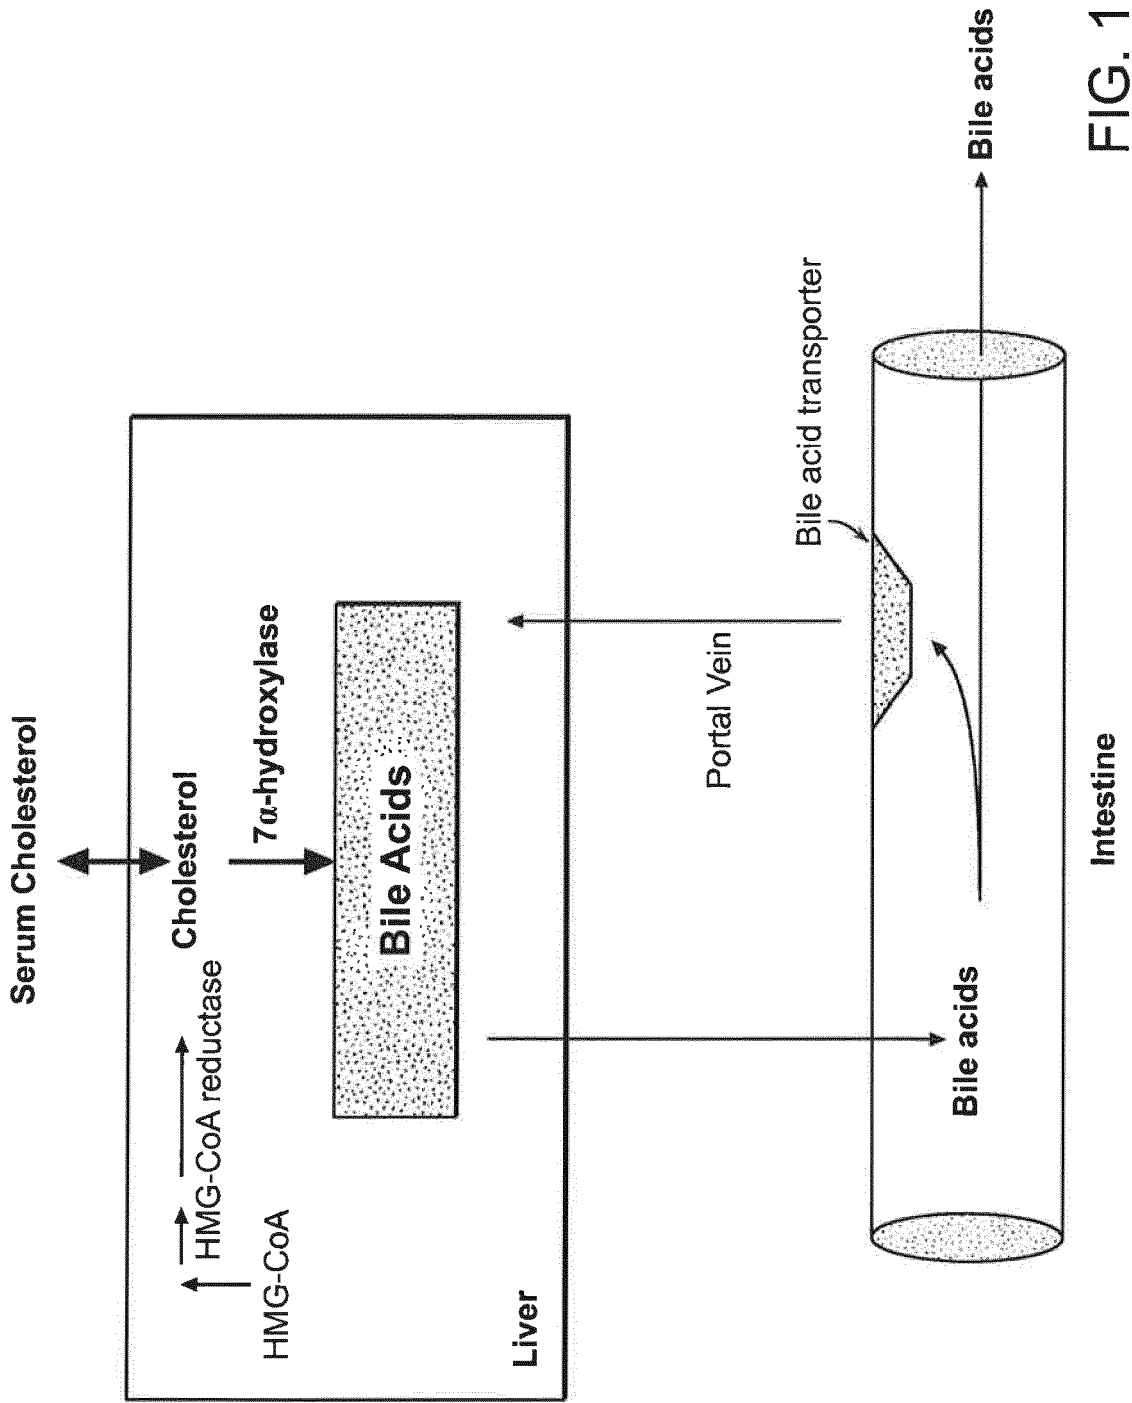 Serum Cholesterol
HMG-CoA
HMG-CoA reductase
Cholesterol
7α-hydroxylase
Bile Acids
Liver
Portal Vein
Bile acid transporter
Bile acids
Bile acids
Intestine
FIG. 1